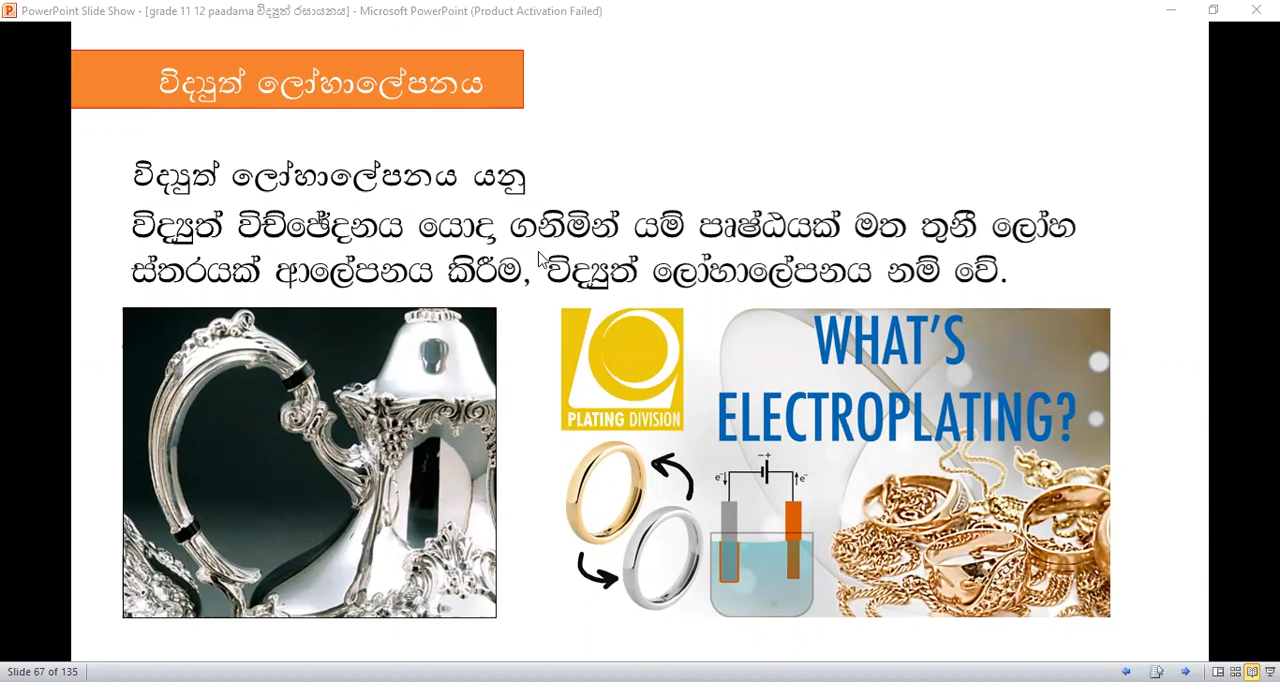 PowerPoint Slide Show - [grade 11 12 paadama විද්‍යුත් රසායනය] - Microsoft PowerPoint (Product Activation Failed)
විද්‍යුත් ලෝහාලේපනය
විද්‍යුත් ලෝහාලේපනය යනු
විද්‍යුත් විච්ඡේදනය යොදා ගනිමින් යම් පෘෂ්ඨයක් මත තුනී ලෝහ
ස්තරයක් ආලේපනය කිරීම, විද්‍යුත් ලෝහාලේපනය නම් වේ.
PLATING DIVISION
WHAT'S
ELECTROPLATING?
− +
e⁻
e⁻
Slide 67 of 135